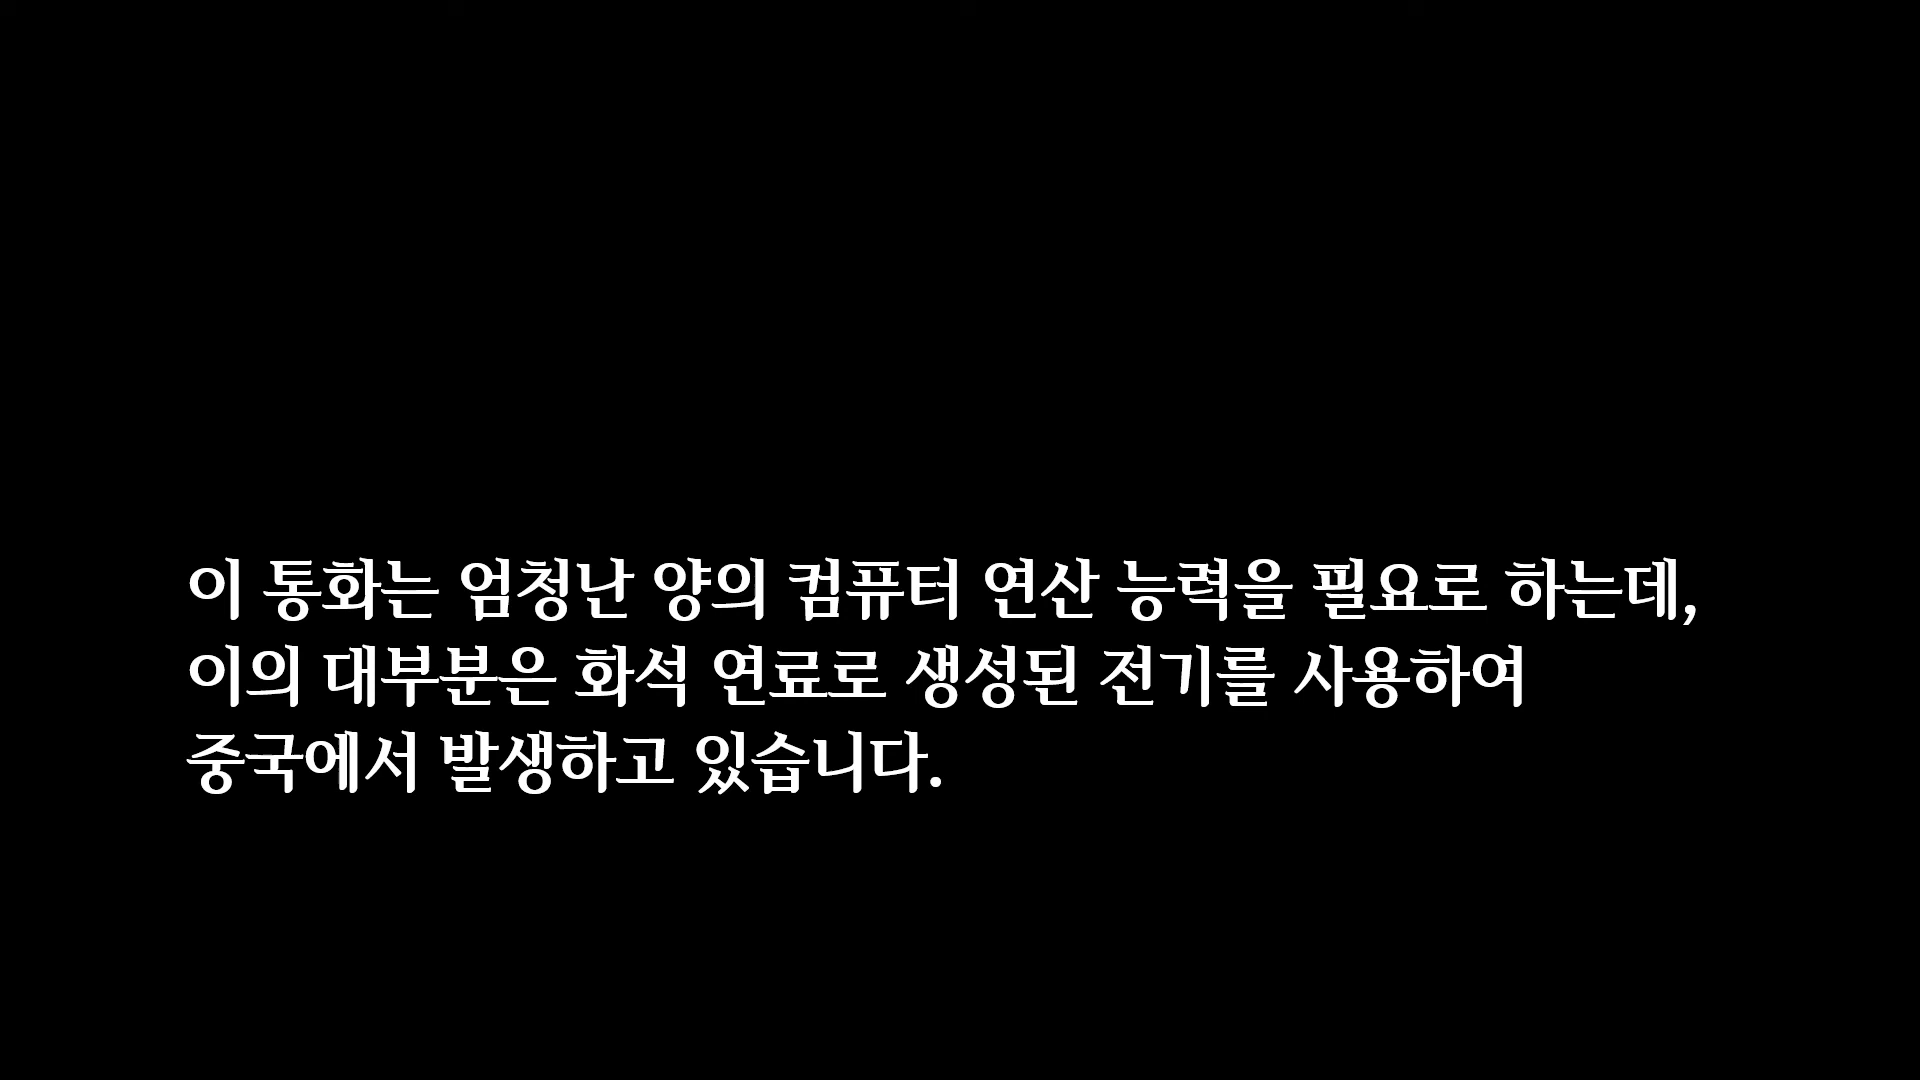 이 통화는 엄청난 양의 컴퓨터 연산 능력을 필요로 하는데,
이의 대부분은 화석 연료로 생성된 전기를 사용하여
중국에서 발생하고 있습니다.